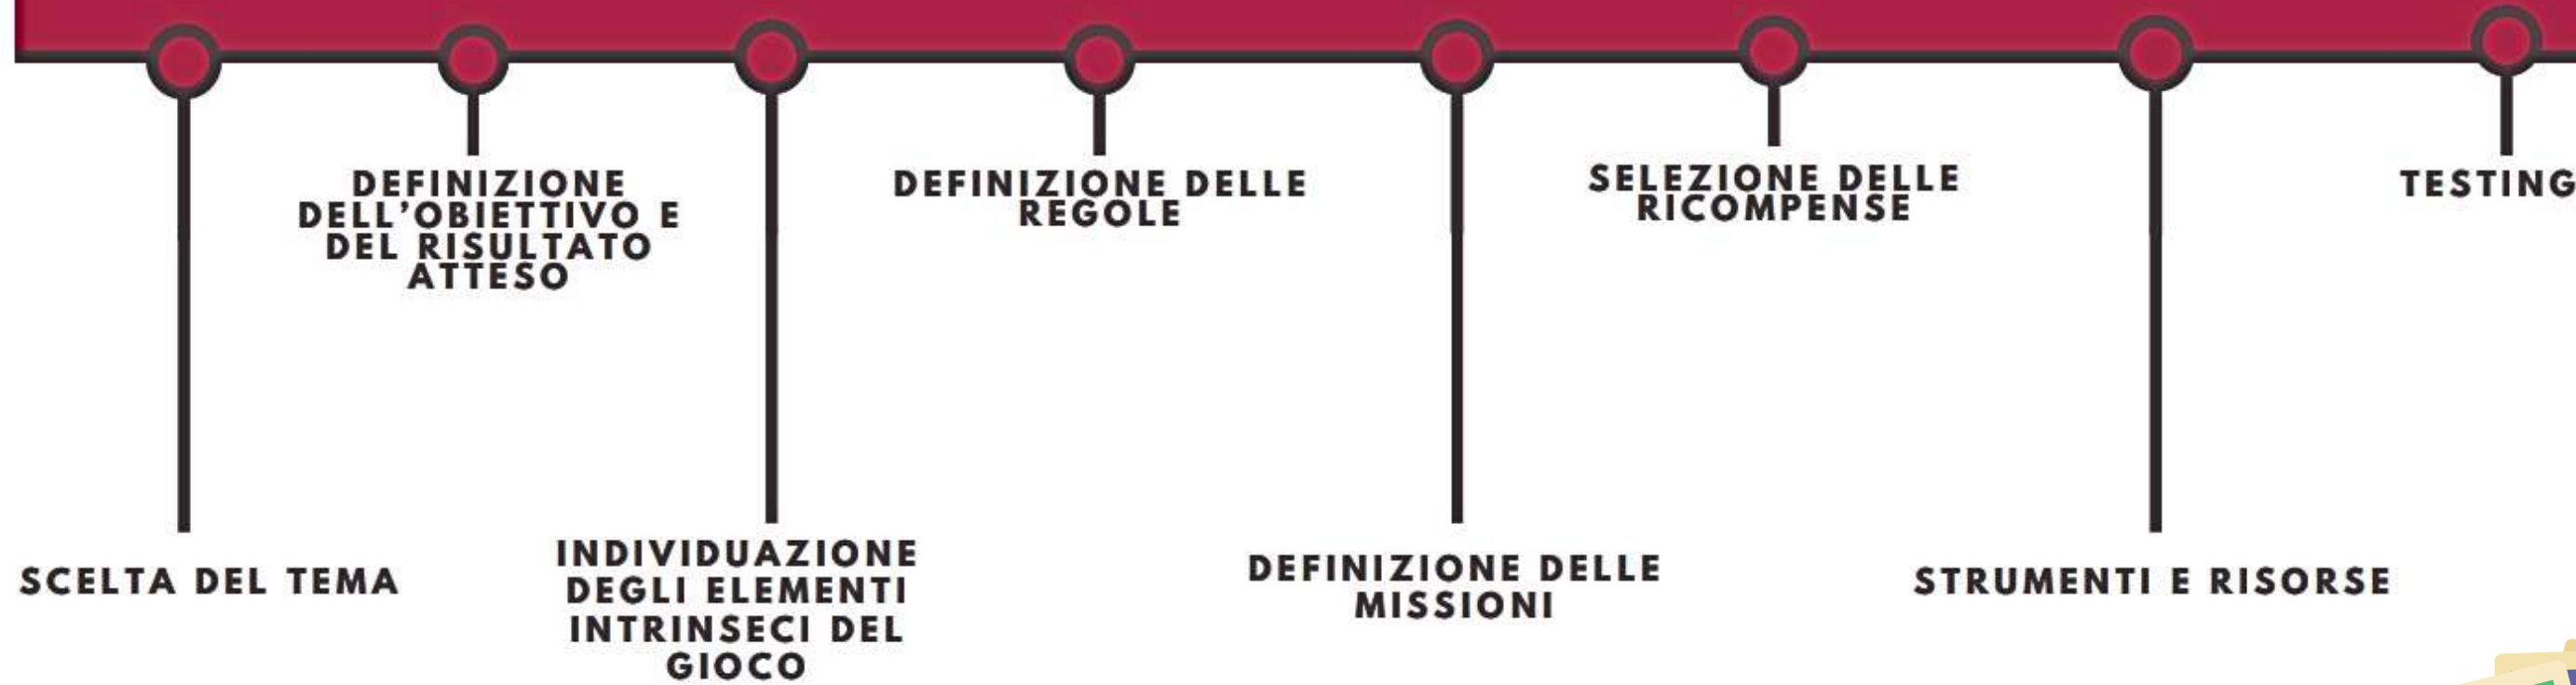 SCELTA DEL TEMA
DEFINIZIONE
DELL’OBIETTIVO E
DEL RISULTATO
ATTESO
INDIVIDUAZIONE
DEGLI ELEMENTI
INTRINSECI DEL
GIOCO
DEFINIZIONE DELLE
REGOLE
DEFINIZIONE DELLE
MISSIONI
SELEZIONE DELLE
RICOMPENSE
STRUMENTI E RISORSE
TESTING